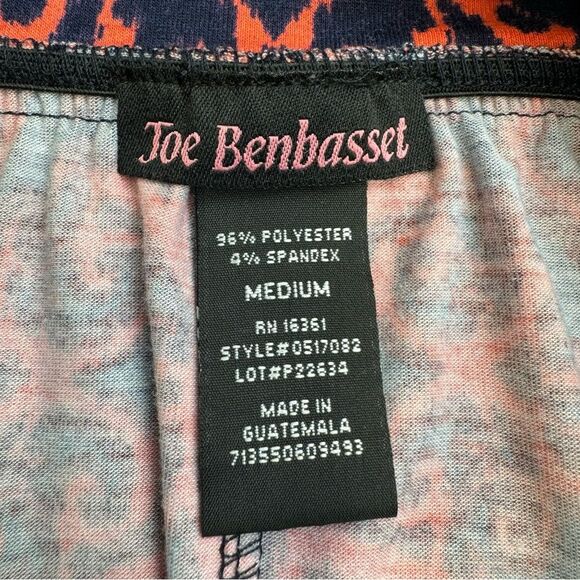 Joe Benbasset
96% POLYESTER
4% SPANDEX
MEDIUM
RN 16361
STYLE#0517082
LOT#P22634
MADE IN
GUATEMALA
713550609493